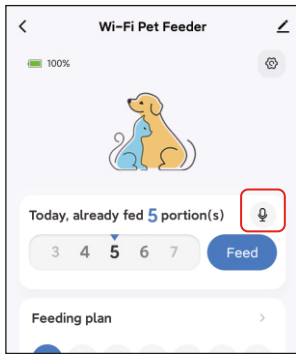 Wi-Fi Pet Feeder
100%
Today, already fed 5 portion(s)
3 4 5 6 7
Feed
Feeding plan